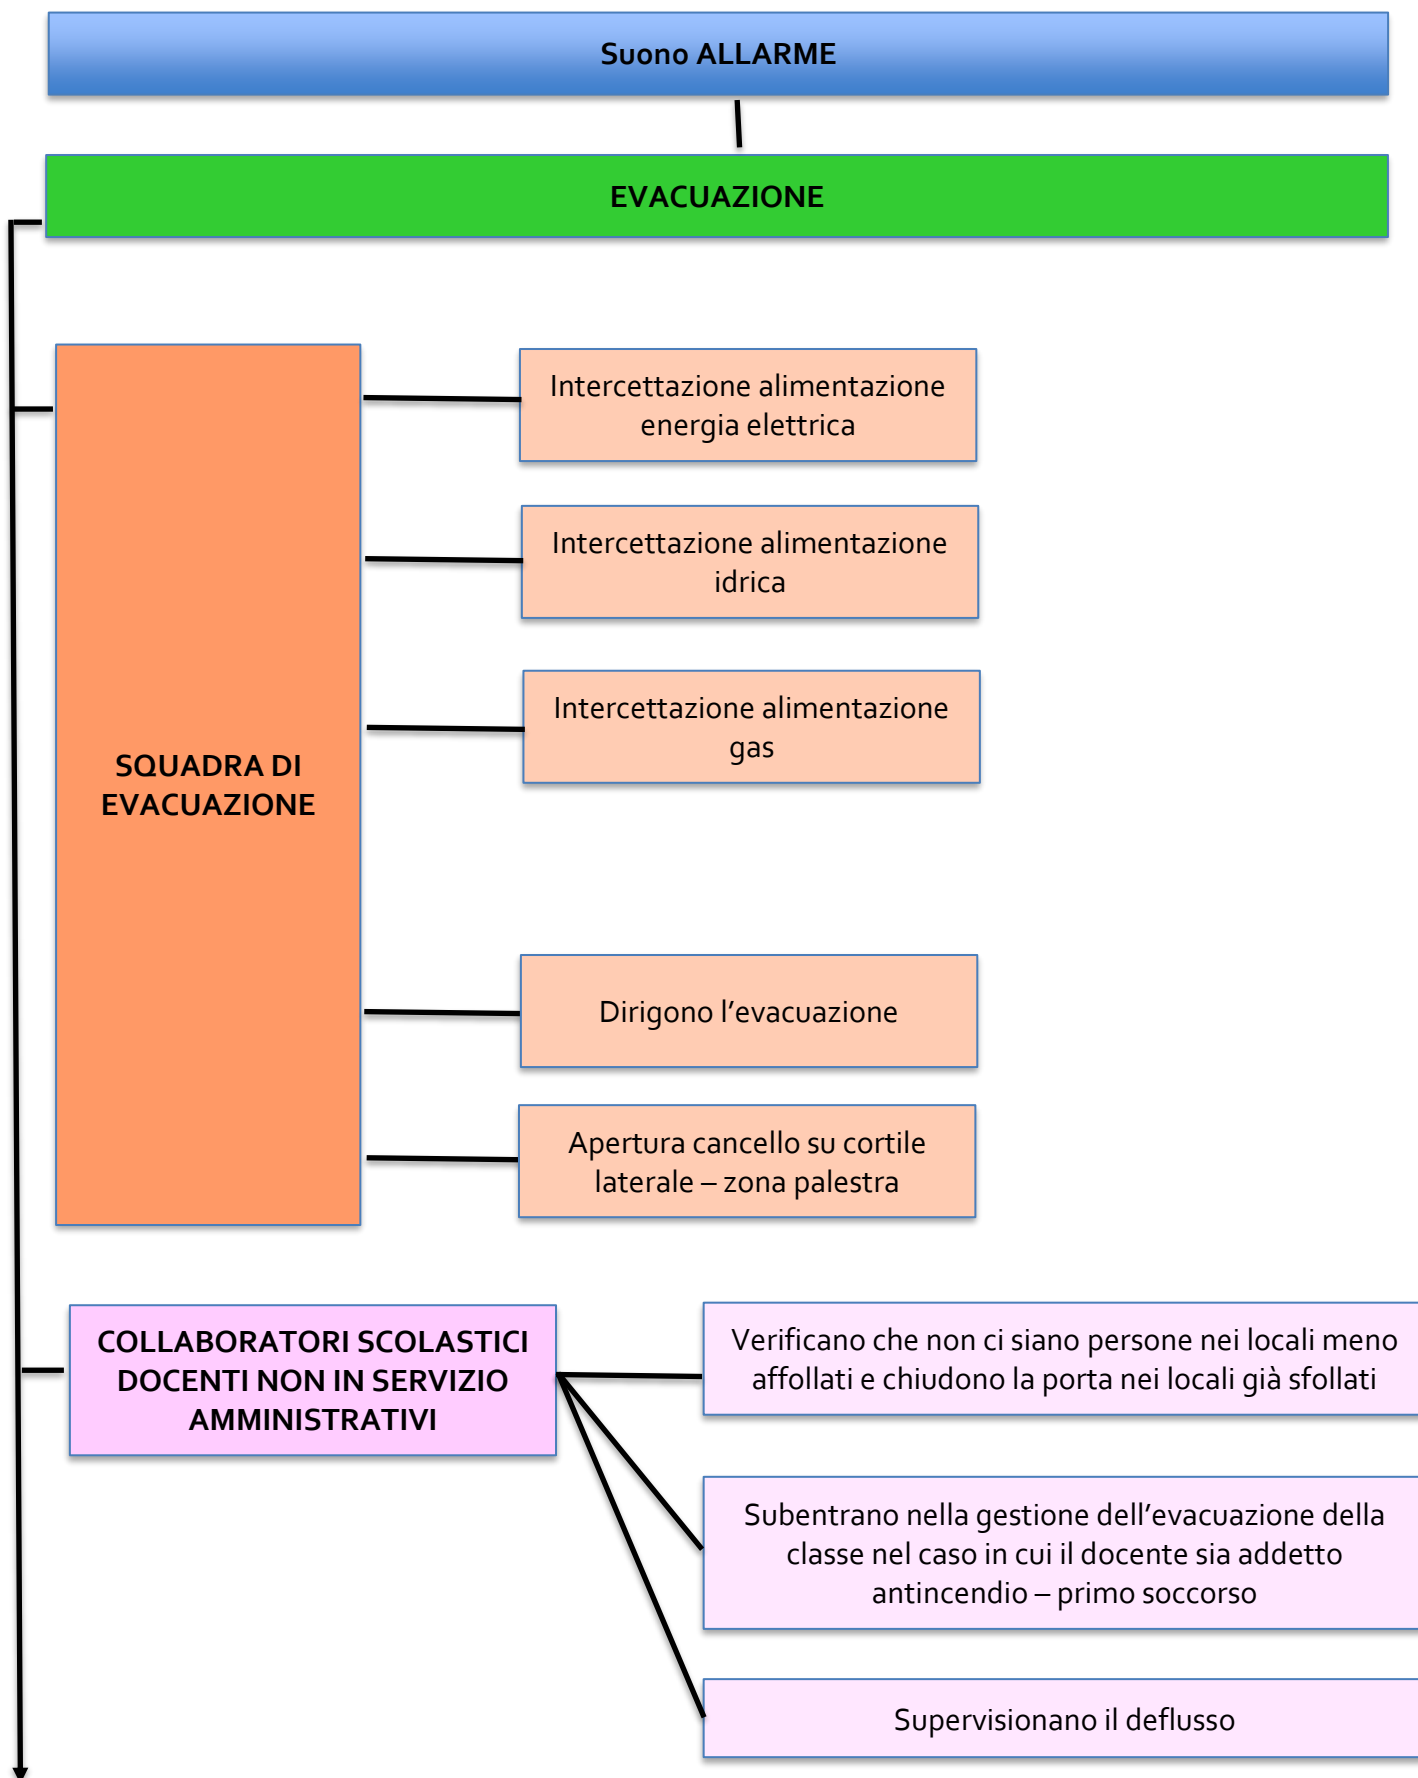 Suono ALLARME
EVACUAZIONE
SQUADRA DI
EVACUAZIONE
Intercettazione alimentazione
energia elettrica
Intercettazione alimentazione
idrica
Intercettazione alimentazione
gas
Dirigono l’evacuazione
Apertura cancello su cortile
laterale – zona palestra
COLLABORATORI SCOLASTICI
DOCENTI NON IN SERVIZIO
AMMINISTRATIVI
Verificano che non ci siano persone nei locali meno
affollati e chiudono la porta nei locali già sfollati
Subentrano nella gestione dell’evacuazione della
classe nel caso in cui il docente sia addetto
antincendio – primo soccorso
Supervisionano il deflusso